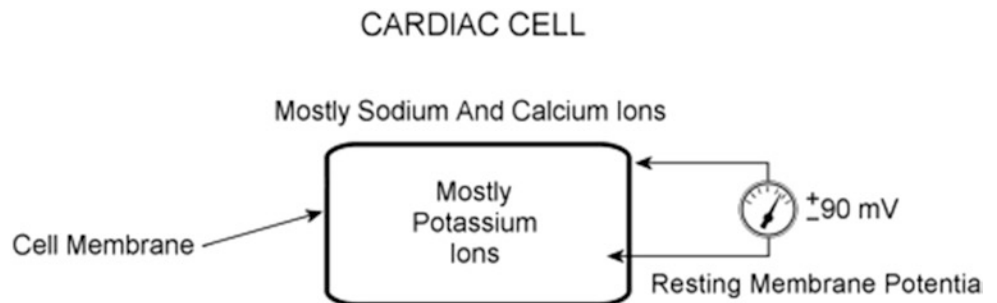 CARDIAC CELL
Mostly Sodium And Calcium Ions
Mostly
Potassium
Ions
Cell Membrane
±90 mV
Resting Membrane Potentia